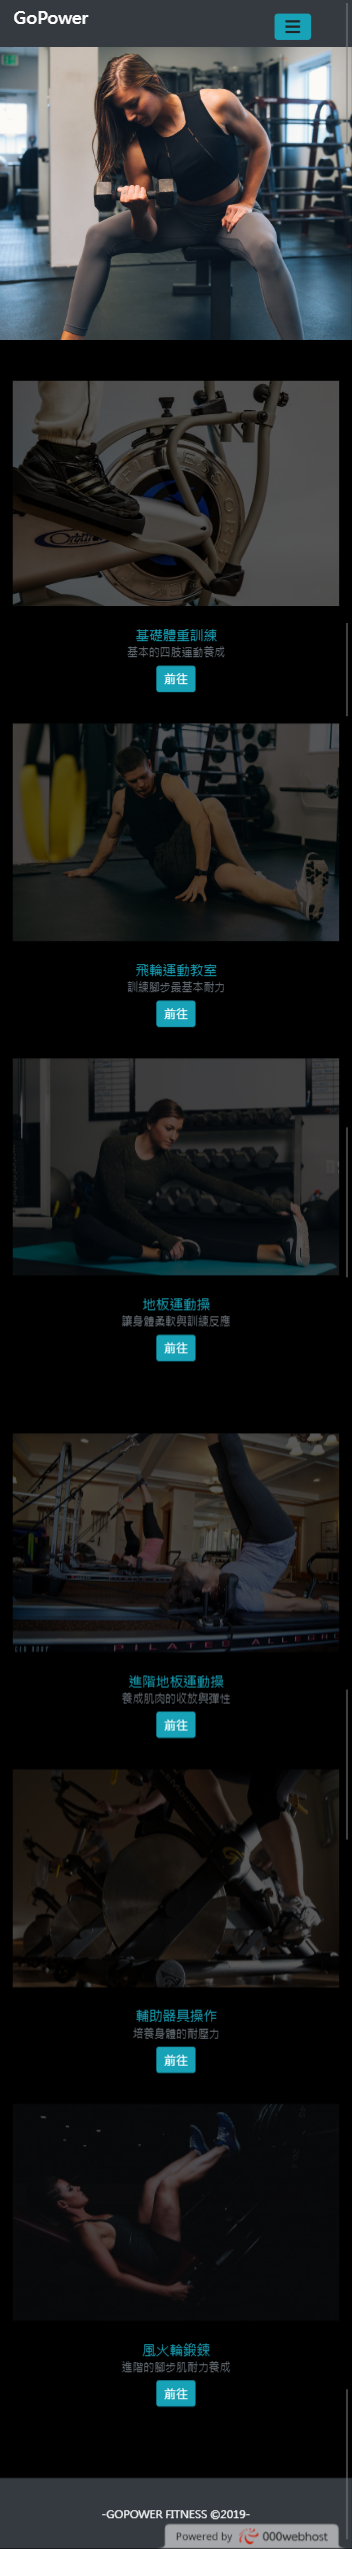 GoPower
基礎體重訓練
基本的四肢運動養成
前往
飛輪運動教室
訓練腳步最基本耐力
前往
地板運動操
讓身體柔軟與訓練反應
前往
PILATES ALLEGRO
進階地板運動操
養成肌肉的收放與彈性
前往
輔助器具操作
培養身體的耐壓力
前往
風火輪鍛鍊
進階的腳步肌耐力養成
前往
-GOPOWER FITNESS ©2019-
Powered by 000webhost